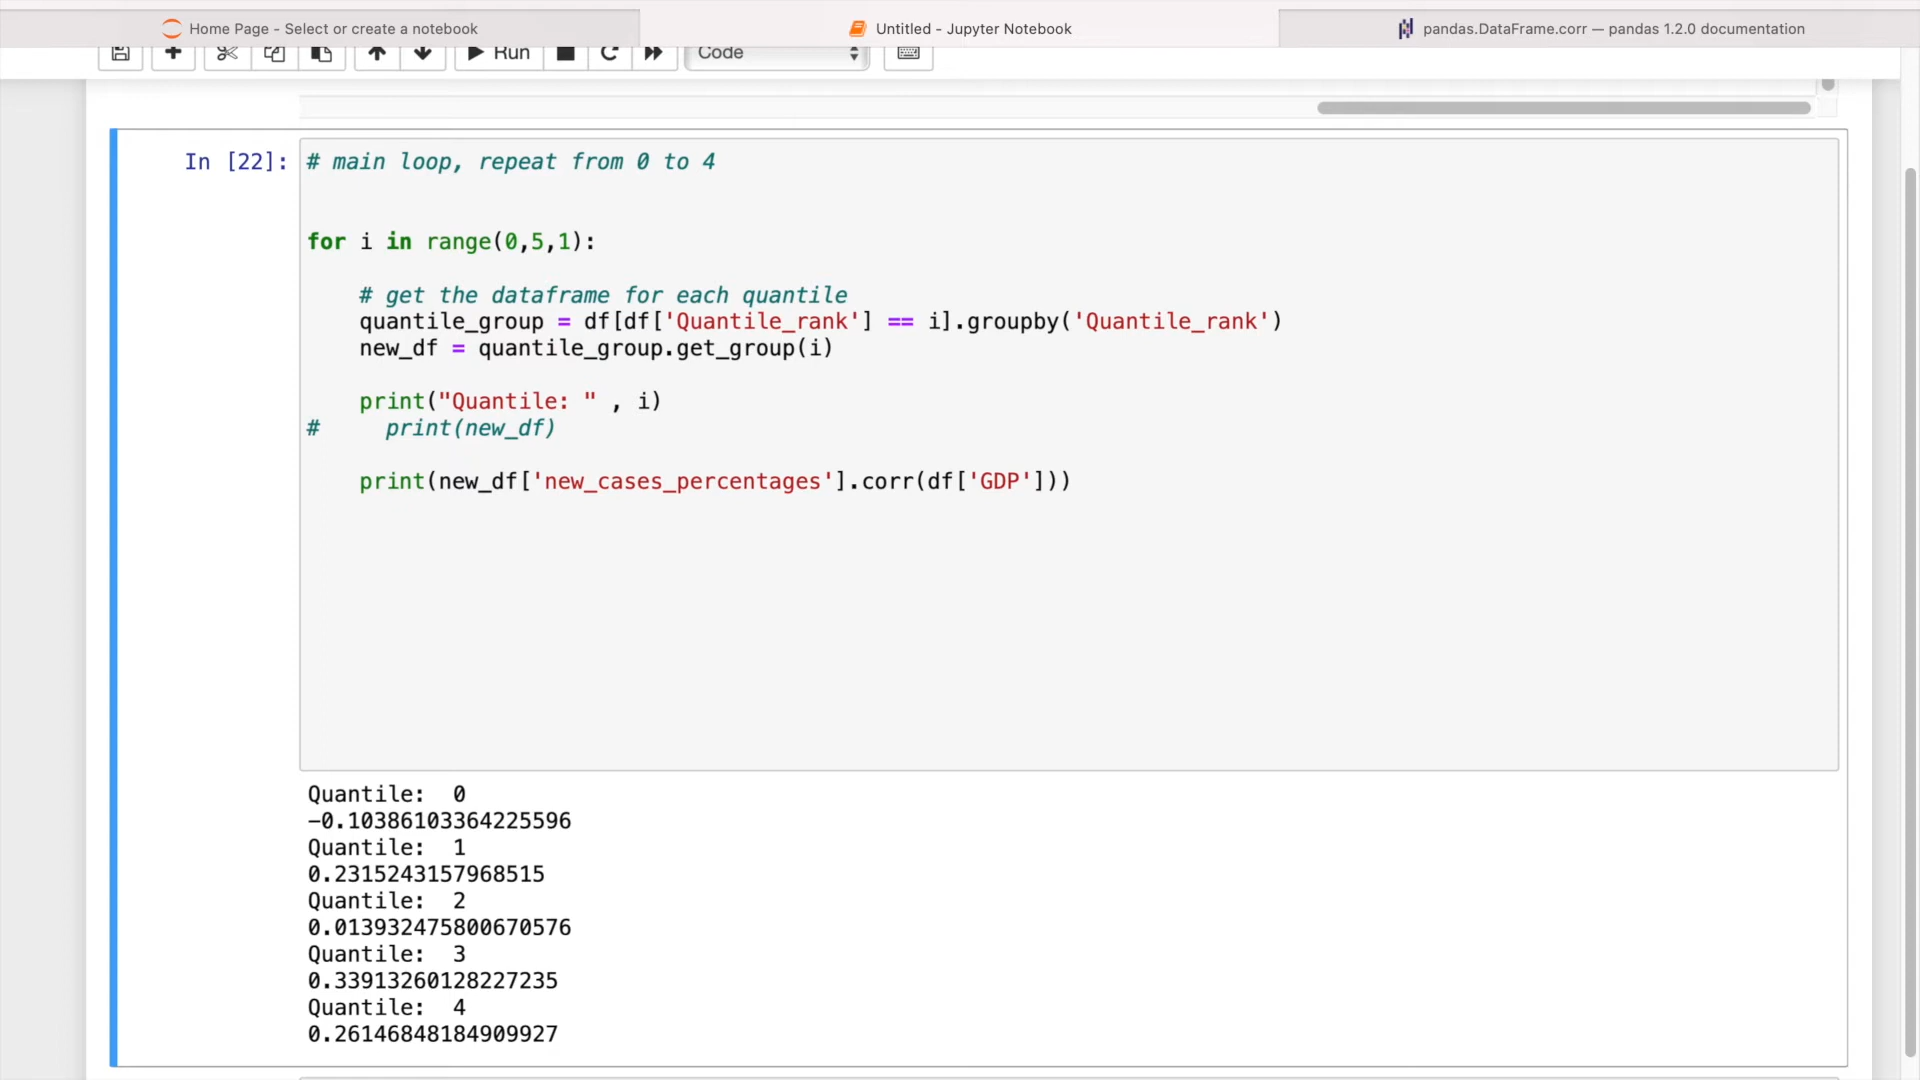 Home Page - Select or create a notebook
Untitled - Jupyter Notebook
pandas.DataFrame.corr — pandas 1.2.0 documentation
Run
Code
In [22]:
# main loop, repeat from 0 to 4
for i in range(0,5,1):
# get the dataframe for each quantile
quantile_group = df[df['Quantile_rank'] == i].groupby('Quantile_rank')
new_df = quantile_group.get_group(i)
print("Quantile: " , i)
#     print(new_df)
print(new_df['new_cases_percentages'].corr(df['GDP']))
Quantile:  0
-0.10386103364225596
Quantile:  1
0.2315243157968515
Quantile:  2
0.013932475800670576
Quantile:  3
0.33913260128227235
Quantile:  4
0.26146848184909927